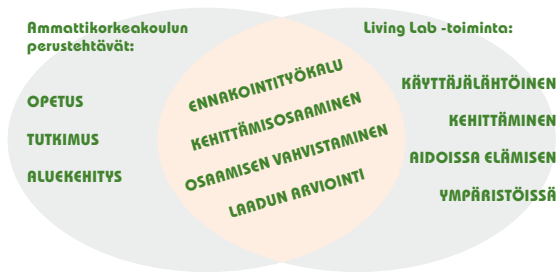 Ammattikorkeakoulun
perustehtävät:
OPETUS
TUTKIMUS
ALUEKEHITYS
ENNAKOINTITYÖKALU
KEHITTÄMISOSAAMINEN
OSAAMISEN VAHVISTAMINEN
LAADUN ARVIOINTI
Living Lab -toiminta:
KÄYTTÄJÄLÄHTÖINEN
KEHITTÄMINEN
AIDOISSA ELÄMISEN
YMPÄRISTÖISSÄ